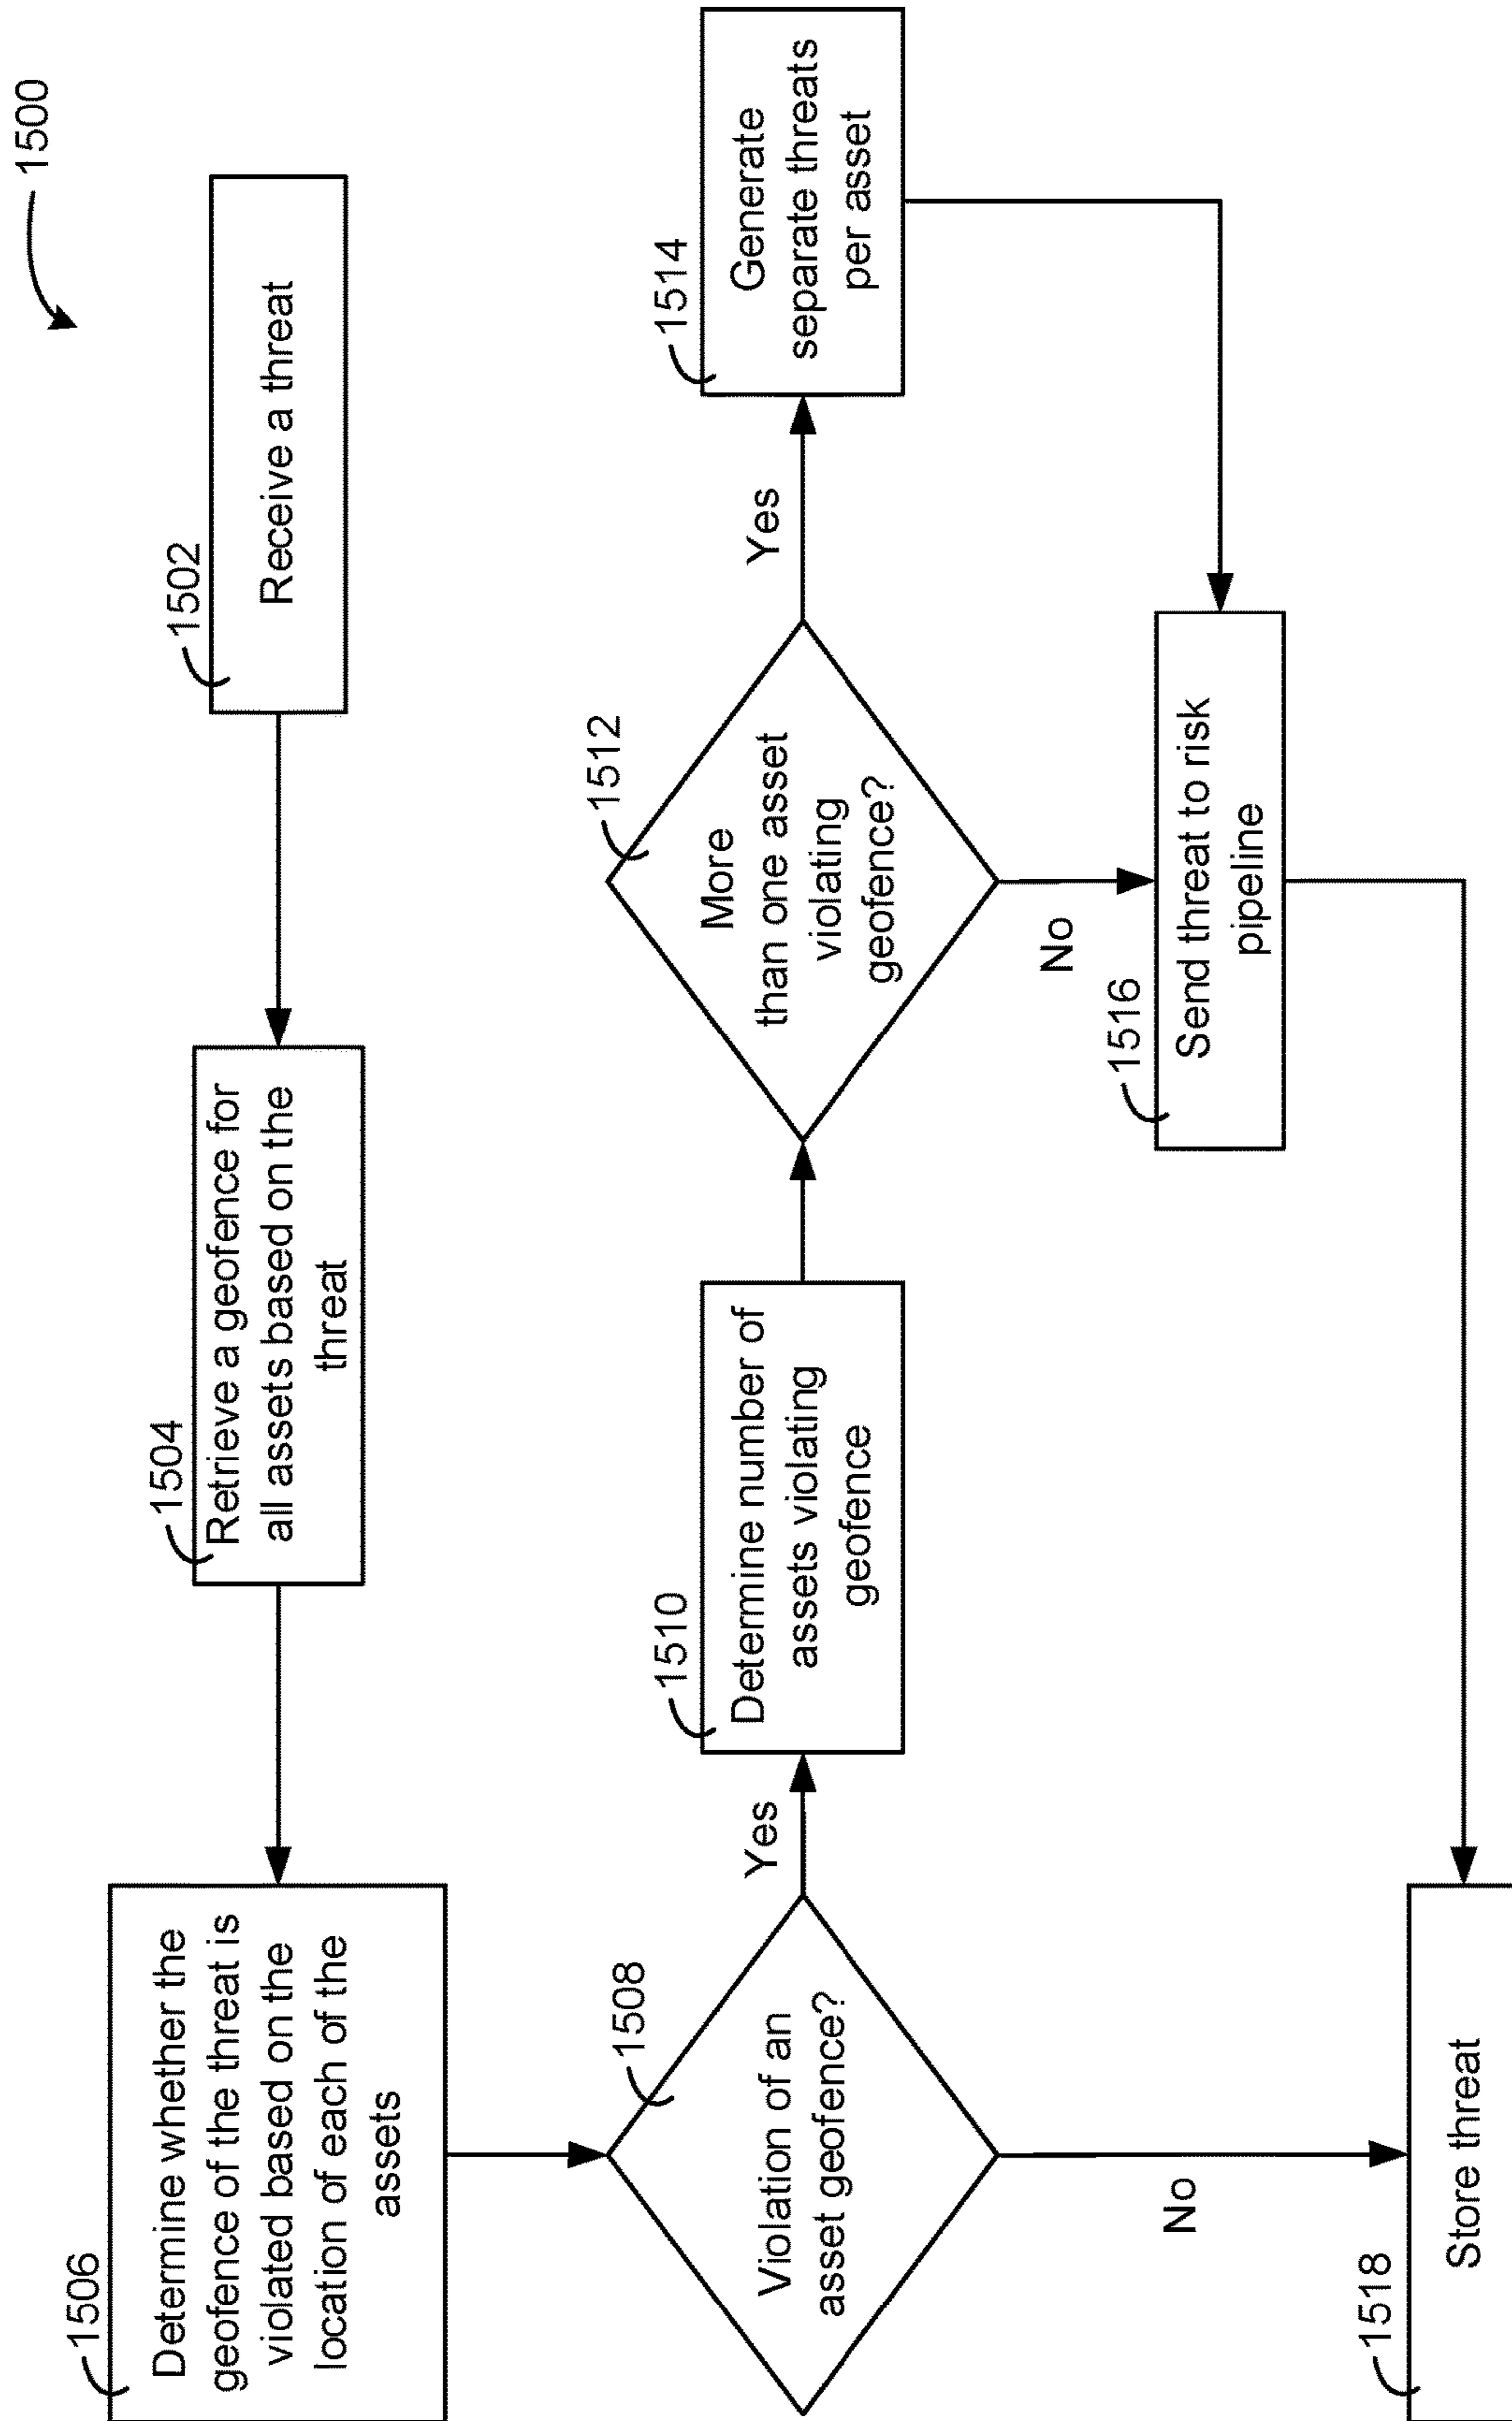 1500
1502
Receive a threat
1504
Retrieve a geofence for
all assets based on the
threat
1506
Determine whether the
geofence of the threat is
violated based on the
location of each of the
assets
1508
Violation of an
asset geofence?
Yes
No
1510
Determine number of
assets violating
geofence
1512
More
than one asset
violating
geofence?
Yes
No
1514
Generate
separate threats
per asset
1516
Send threat to risk
pipeline
1518
Store threat